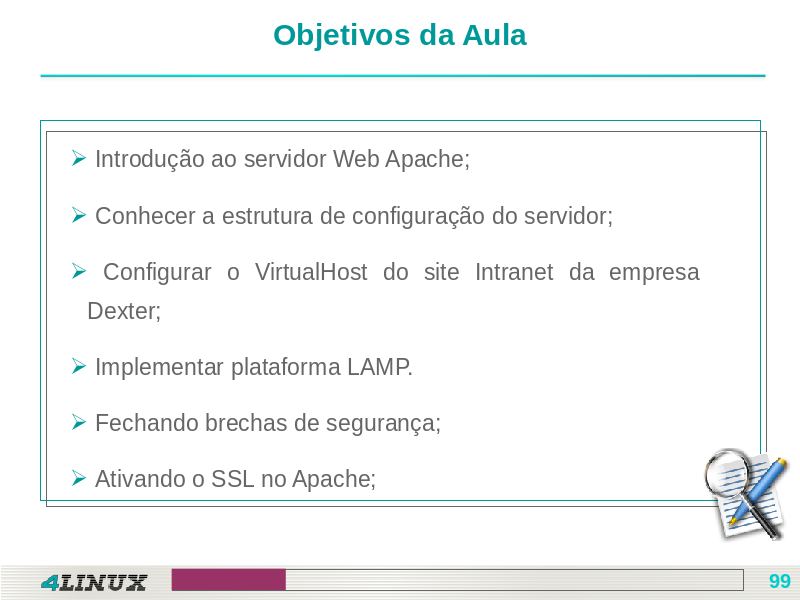 Objetivos da Aula
Introdução ao servidor Web Apache;
Conhecer a estrutura de configuração do servidor;
Configurar o VirtualHost do site Intranet da empresa
Dexter;
Implementar plataforma LAMP.
Fechando brechas de segurança;
Ativando o SSL no Apache;
4LINUX
99